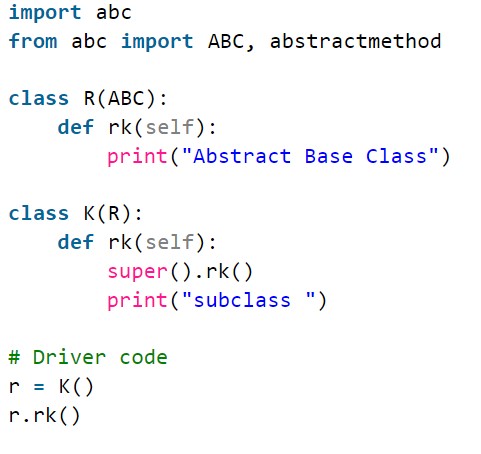 import abc
from abc import ABC, abstractmethod

class R(ABC):
    def rk(self):
        print("Abstract Base Class")

class K(R):
    def rk(self):
        super().rk()
        print("subclass ")

# Driver code
r = K()
r.rk()